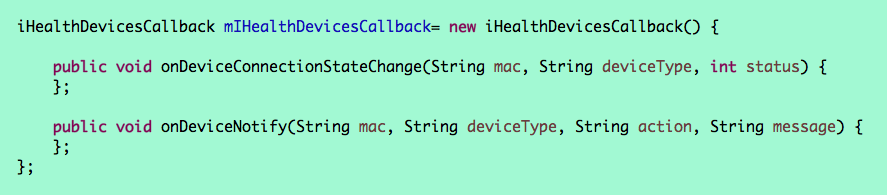 iHealthDevicesCallback mIHealthDevicesCallback= new iHealthDevicesCallback() {
public void onDeviceConnectionStateChange(String mac, String deviceType, int status) {
};
public void onDeviceNotify(String mac, String deviceType, String action, String message) {
};
};